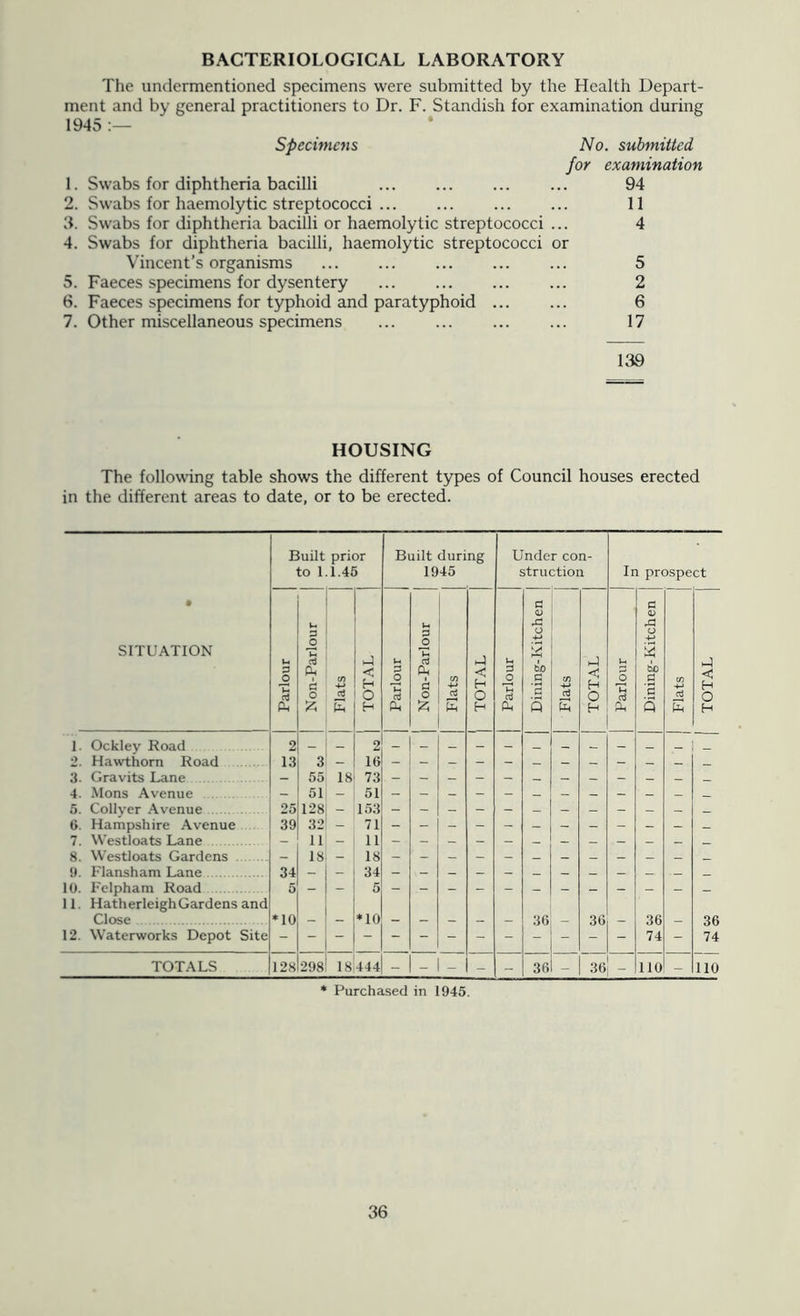 BACTERIOLOGICAL LABORATORY
The undermentioned specimens were submitted by the Health Depart-
ment and by general practitioners to Dr. F. Standish for examination during
1945 :—
Specimens No. submitted
for examination
1. Swabs for diphtheria bacilli ... ... ... ... 94
2. Swabs for haemolytic streptococci ... ... ... ... 11
3. Swabs for diphtheria bacilli or haemolytic streptococci ... 4
4. Swabs for diphtheria bacilli, haemolytic streptococci or
Vincent's organisms ... ... ... ... ... 5
5. Faeces specimens for dysentery ... ... ... ... 2
6. Faeces specimens for typhoid and paratyphoid ... ... 6
7. Other miscellaneous specimens ... ... ... ... 17
139
HOUSING
The following table shows the different types of Council houses erected
in the different areas to date, or to be erected.
Built prior Built during Under con-
to 1.1.45 1945 struction In prospect
SITUATION Parlour Non-Parlour Flats TOTAL Parlour Non-Parlour Flats TOTAL Parlour Dining-Kitchen Flats TOTAL Parlour Dining-Kitchen Flats TOTAL
1. Ockley Road 2 – – 2 – – – – – – – – – – – –
2. Hawthorn Road 13 3 – 16 – – – – – – – – – – – –
3. Gravits Lane – 55 18 73 – – – – – – – – – – – –
4. Mons Avenue – 51 – 51 – – – – – – – – – – – –
5. Collyer Avenue 25 128 – 153 – – – – – – – – – – – –
6. Hampshire Avenue 39 32 – 71 – – – – – – – – – – – –
7. Westloats Lane – 11 – 11 – – – – – – – – – – – –
8. Westloats Gardens – 18 – 18 – – – – – – – – – – – –
9. Flansham Lane 34 – – 34 – – – – – – – – – – – –
10. Felpham Road 5 – – 5 – – – – – – – – – – – –
11. Hatherleigh Gardens and
Close *10 – – *10 – – – – – 36 – 36 – 36 – 36
12. Waterworks Depot Site – – – – – – – – – – – – – 74 – 74
TOTALS 128 298 18 444 – – – – – 36 – 36 – 110 – 110
* Purchased in 1945.
36